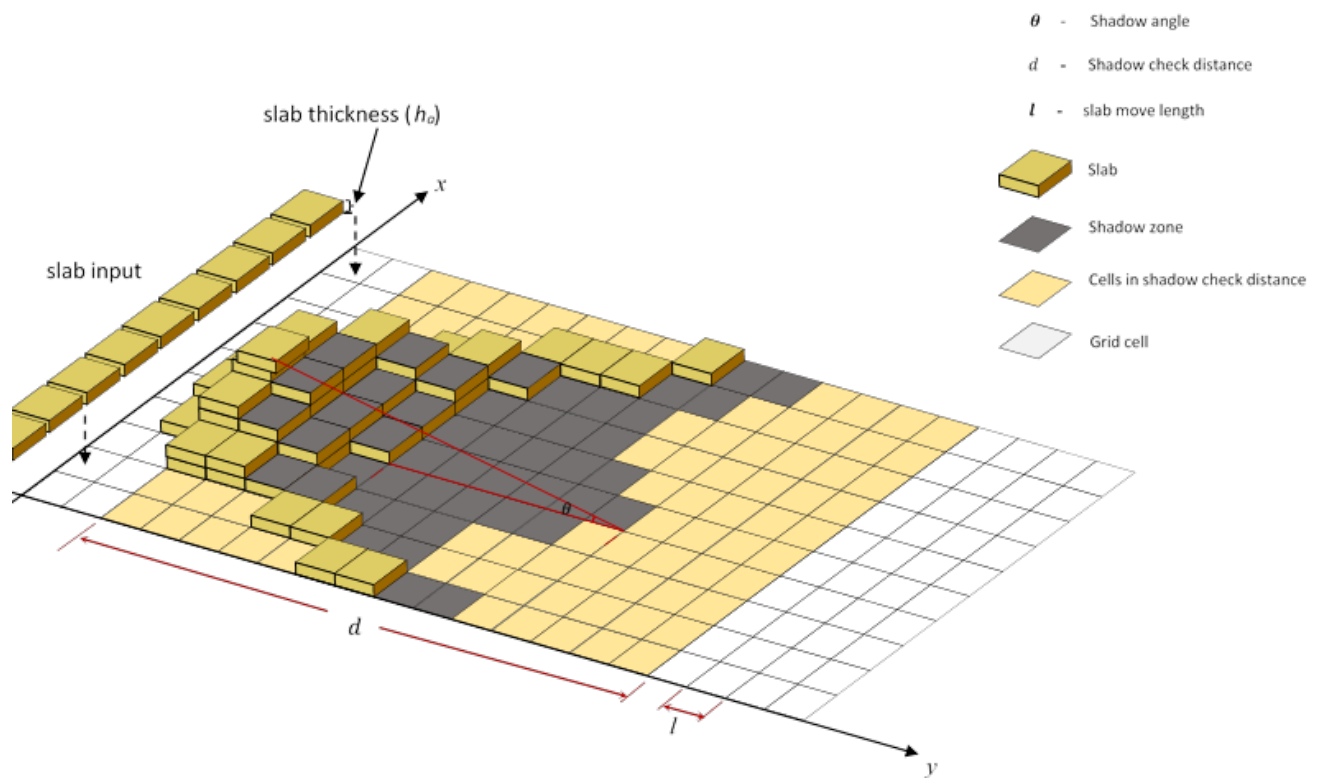 θ - Shadow angle
d - Shadow check distance
l - slab move length
slab thickness (hₒ)
x
Slab
Shadow zone
slab input
Cells in shadow check distance
Grid cell
θ
d
l
y